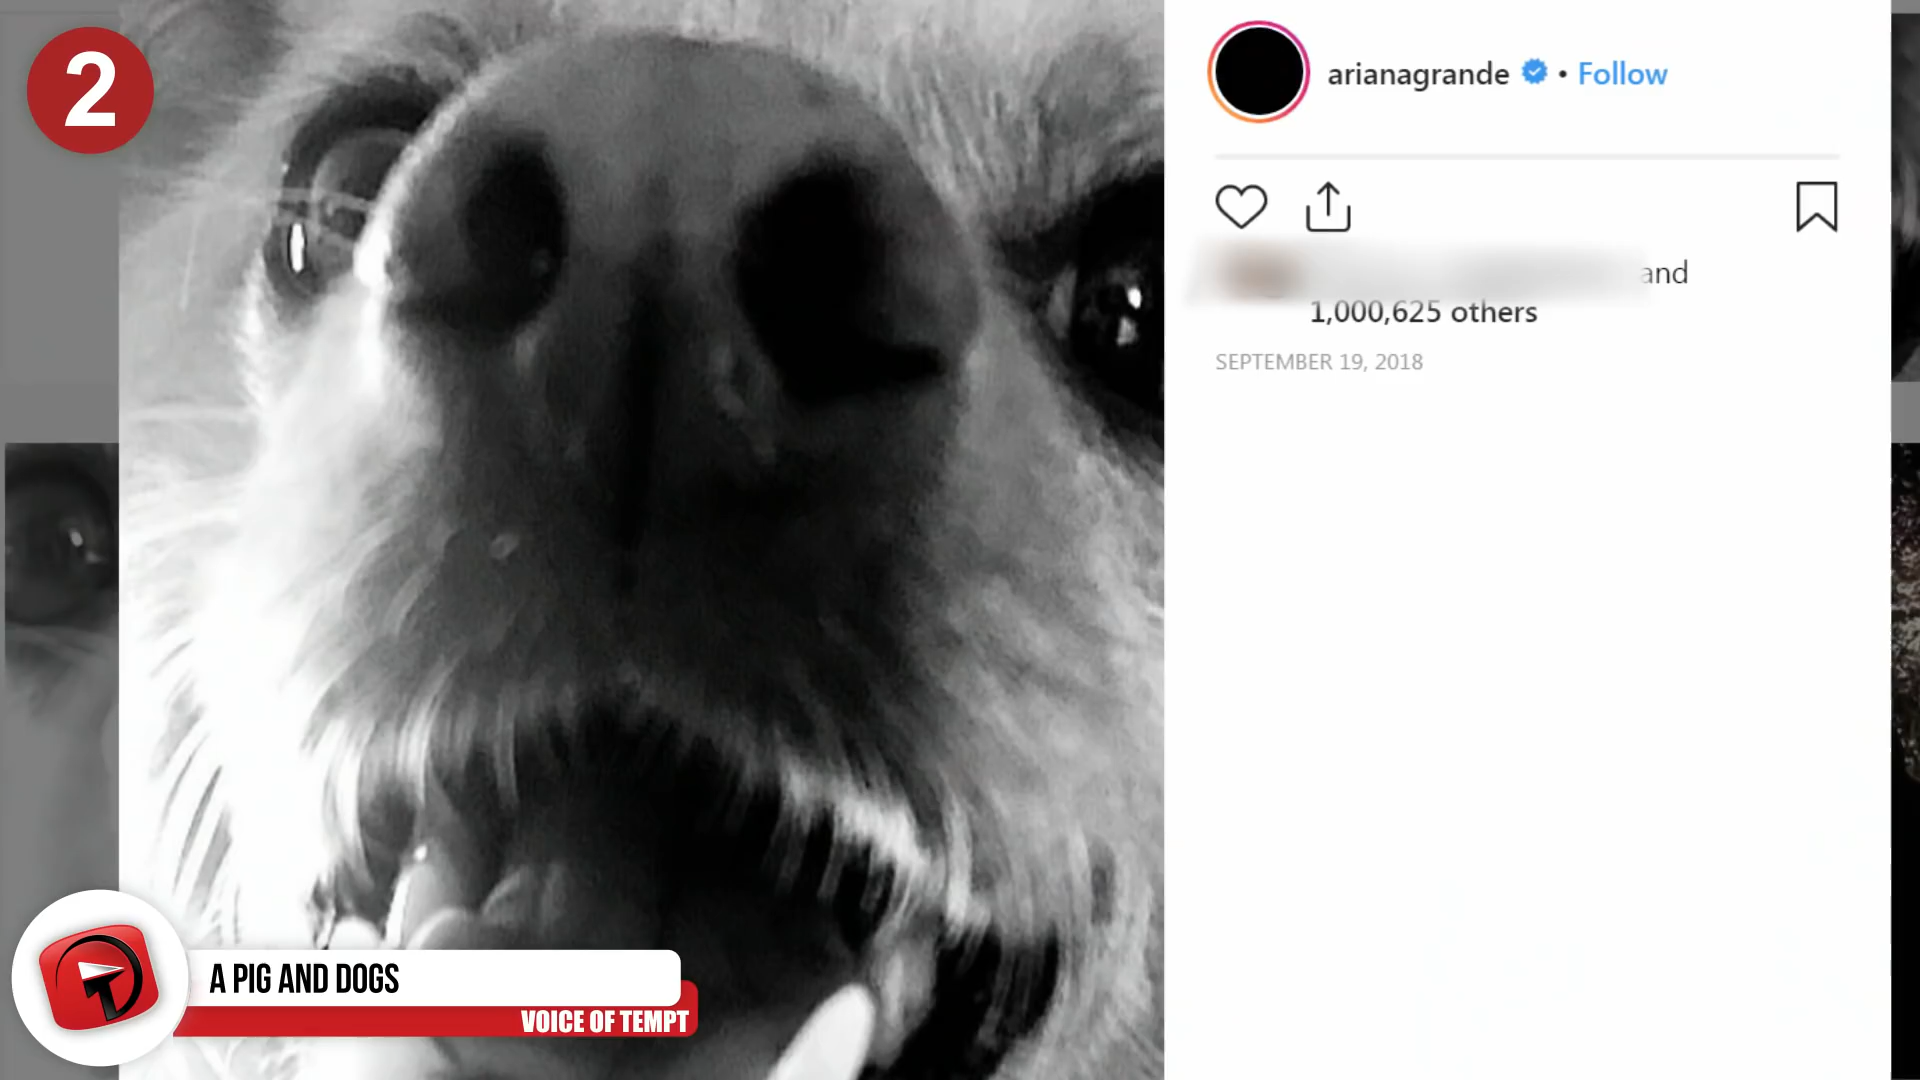 2
arianagrande • Follow
and
1,000,625 others
SEPTEMBER 19, 2018
A PIG AND DOGS
VOICE OF TEMPT